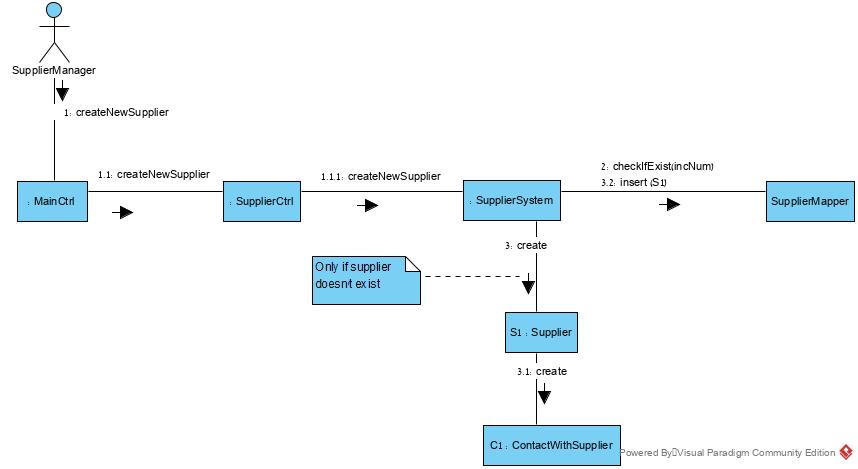 SupplierManager
1: createNewSupplier
1.1: createNewSupplier
1.1.1: createNewSupplier
2: checkIfExist(incNum)
3.2: insert (S1)
: MainCtrl
: SupplierCtrl
: SupplierSystem
SupplierMapper
3: create
Only if supplier
doesnt exist
S1 : Supplier
3.1: create
C1 : ContactWithSupplier
Powered By Visual Paradigm Community Edition